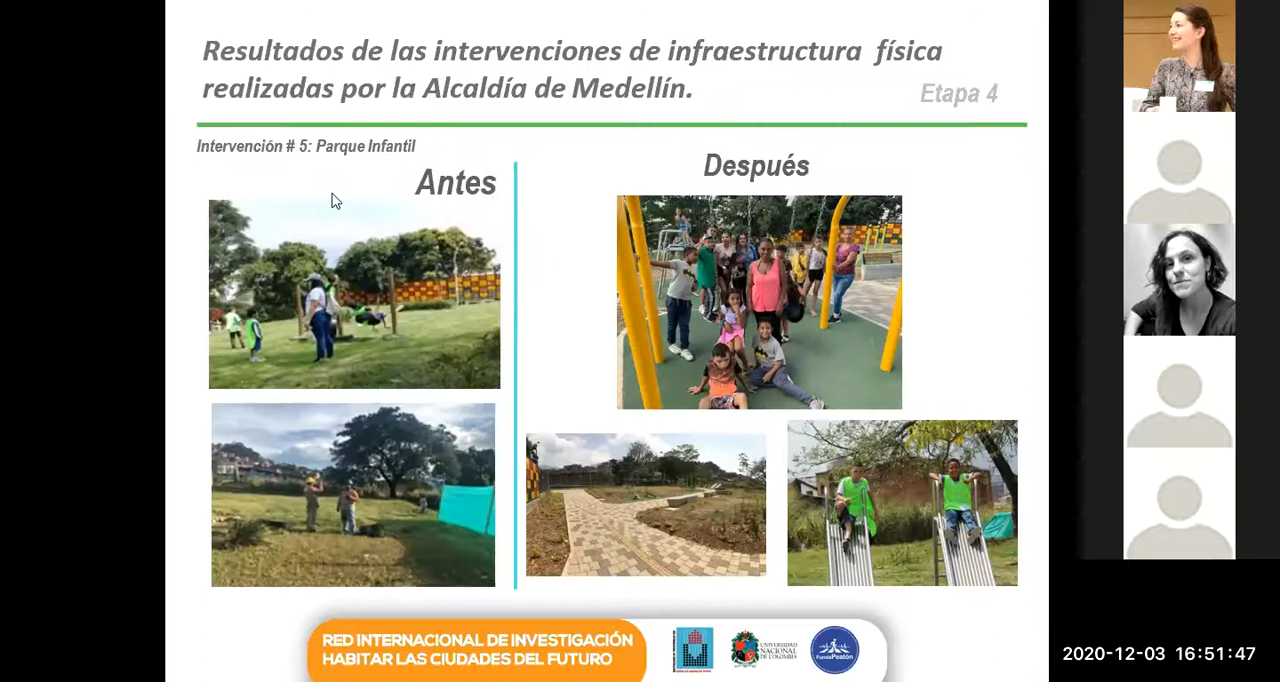 Resultados de las intervenciones de infraestructura física
realizadas por la Alcaldía de Medellín.
Etapa 4
Intervención # 5: Parque Infantil
Antes
Después
RED INTERNACIONAL DE INVESTIGACIÓN
HABITAR LAS CIUDADES DEL FUTURO
UNIVERSIDAD
NACIONAL
DE COLOMBIA
FundaPeatón
2020-12-03 16:51:47